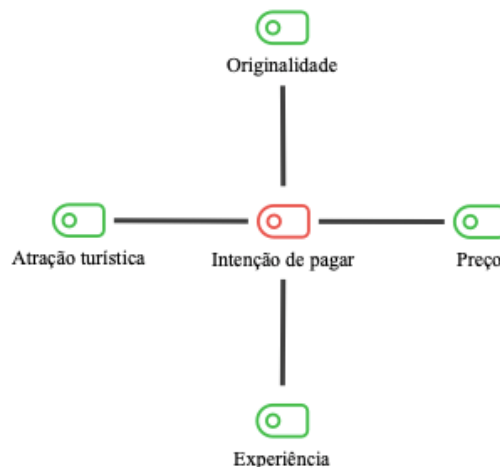 Originalidade
Atração turística
Intenção de pagar
Preço
Experiência